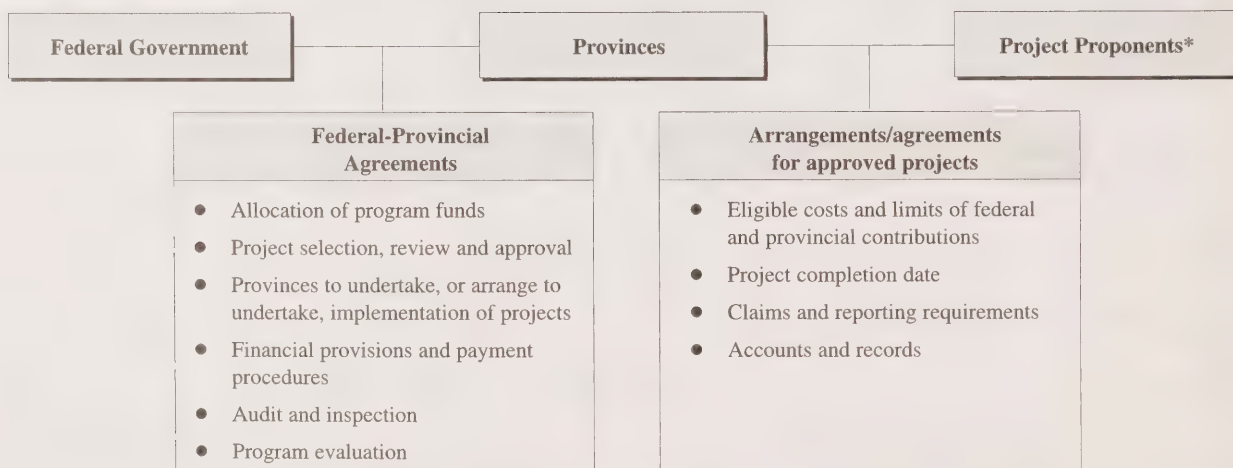 Federal Government
Provinces
Project Proponents*
Federal-Provincial
Agreements
● Allocation of program funds
● Project selection, review and approval
● Provinces to undertake, or arrange to
undertake, implementation of projects
● Financial provisions and payment
procedures
● Audit and inspection
● Program evaluation
Arrangements/agreements
for approved projects
● Eligible costs and limits of federal
and provincial contributions
● Project completion date
● Claims and reporting requirements
● Accounts and records